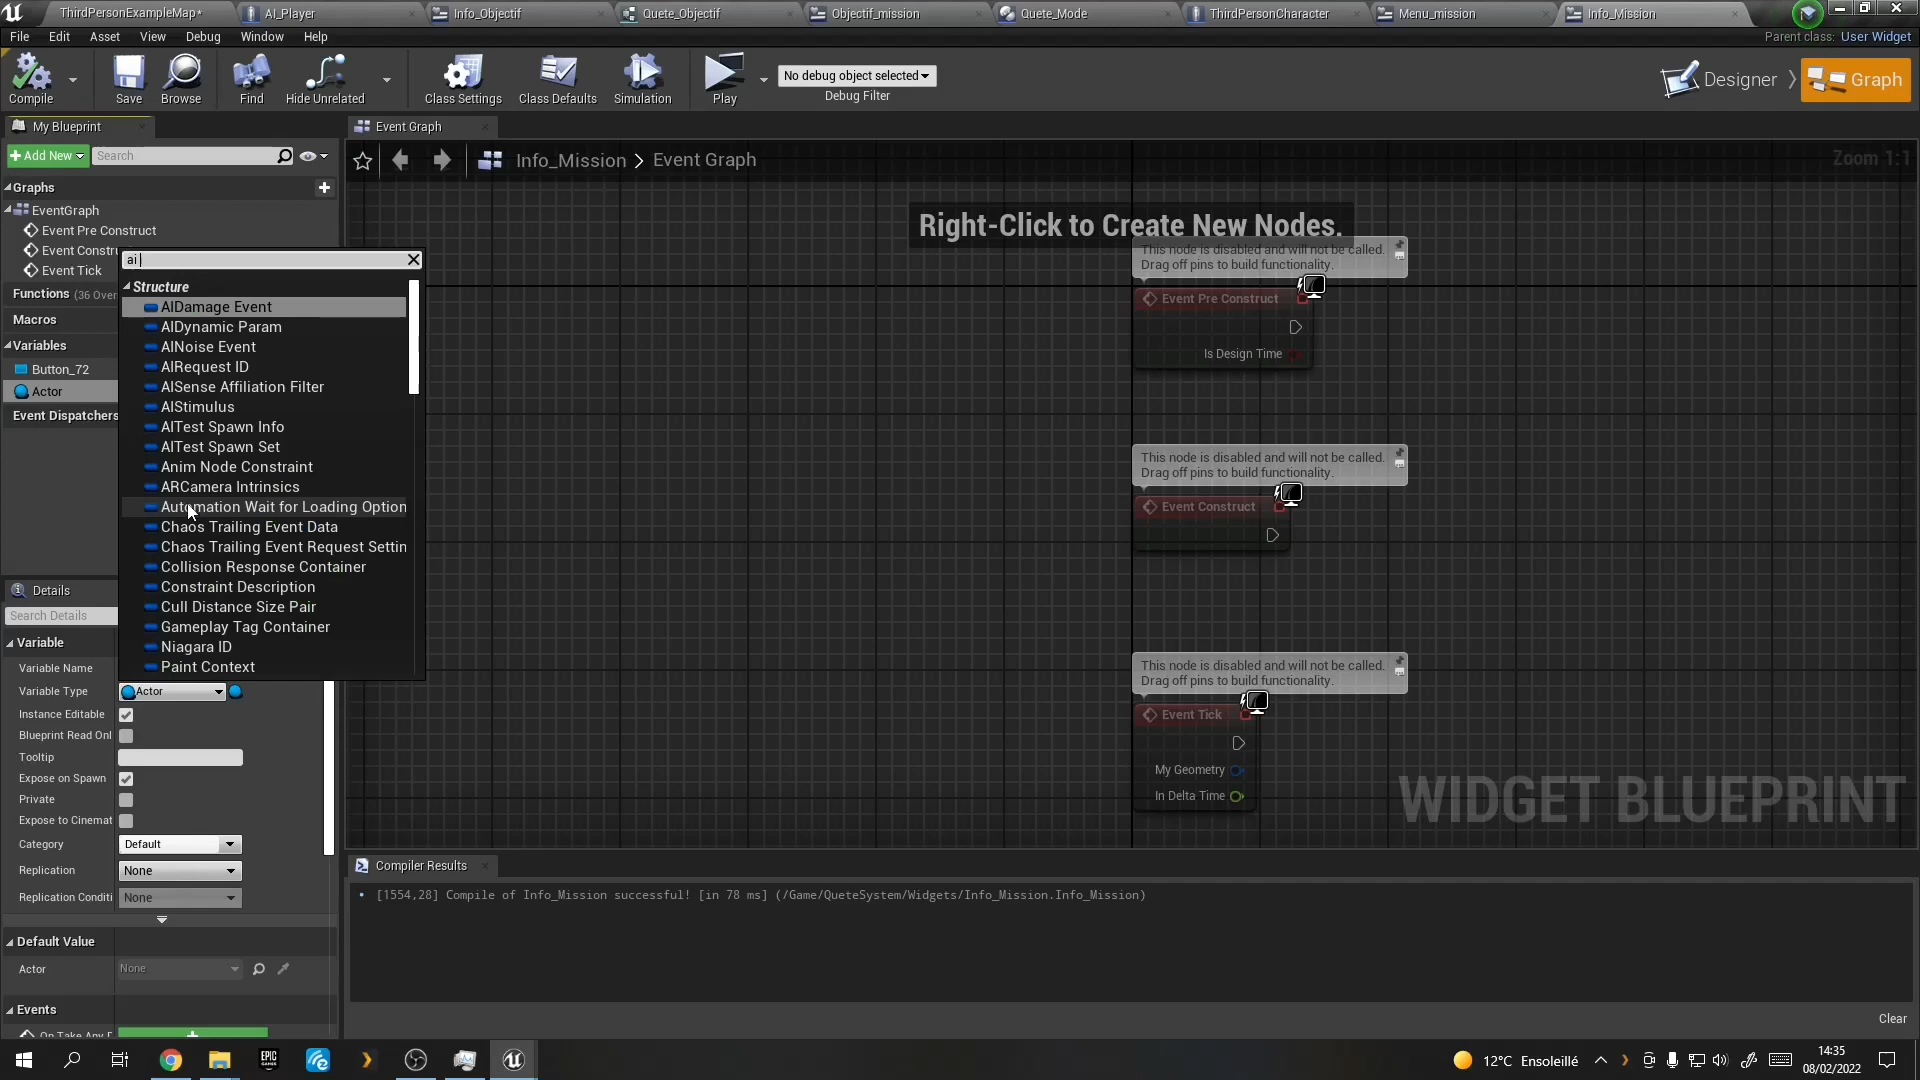 ThirdPersonExampleMap*
AI_Player
Info_Objectif
Quete_Objectif
Objectif_mission
Quete_Mode
ThirdPersonCharacter
Menu_mission
Info_Mission
File Edit Asset View Debug Window Help
Parent class: User Widget
Compile
Save
Browse
Find
Hide Unrelated
Class Settings
Class Defaults
Simulation
Play
No debug object selected
Debug Filter
Designer
Graph
My Blueprint
Add New
Search
Graphs
EventGraph
Event Pre Construct
Event Constru
Event Tick
Functions (36 Over
Macros
Variables
Button_72
Actor
Event Dispatchers
ai
Structure
AIDamage Event
AIDynamic Param
AINoise Event
AIRequest ID
AISense Affiliation Filter
AIStimulus
AITest Spawn Info
AITest Spawn Set
Anim Node Constraint
ARCamera Intrinsics
Automation Wait for Loading Option
Chaos Trailing Event Data
Chaos Trailing Event Request Settin
Collision Response Container
Constraint Description
Cull Distance Size Pair
Gameplay Tag Container
Niagara ID
Paint Context
Details
Search Details
Variable
Variable Name
Variable Type
Actor
Instance Editable
Blueprint Read Onl
Tooltip
Expose on Spawn
Private
Expose to Cinemat
Category
Default
Replication
None
Replication Conditi
None
Default Value
Actor
None
Events
On Take Any D
Event Graph
Info_Mission > Event Graph
Zoom 1:1
Right-Click to Create New Nodes.
This node is disabled and will not be called.
Drag off pins to build functionality.
Event Pre Construct
Is Design Time
This node is disabled and will not be called.
Drag off pins to build functionality.
Event Construct
This node is disabled and will not be called.
Drag off pins to build functionality.
Event Tick
My Geometry
In Delta Time
WIDGET BLUEPRINT
Compiler Results
[1554,28] Compile of Info_Mission successful! [in 78 ms] (/Game/QueteSystem/Widgets/Info_Mission.Info_Mission)
Clear
EPIC
GAMES
12°C Ensoleillé
14:35
08/02/2022